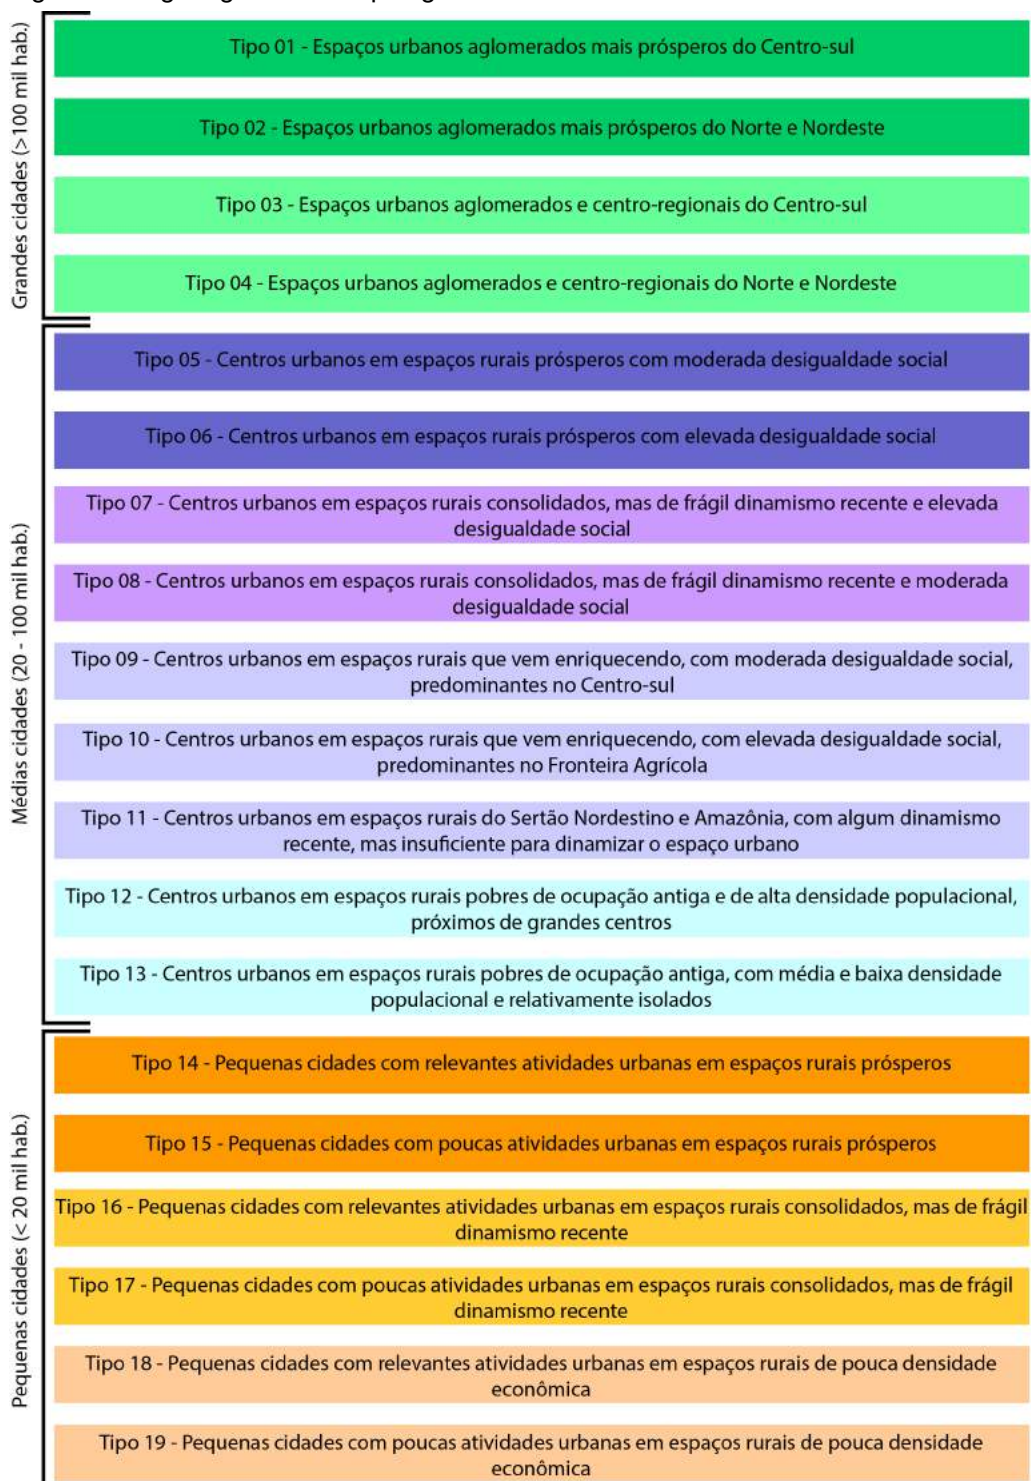 Grandes cidades (>100 mil hab.)
Tipo 01 - Espaços urbanos aglomerados mais prósperos do Centro-sul
Tipo 02 - Espaços urbanos aglomerados mais prósperos do Norte e Nordeste
Tipo 03 - Espaços urbanos aglomerados e centro-regionais do Centro-sul
Tipo 04 - Espaços urbanos aglomerados e centro-regionais do Norte e Nordeste
Médias cidades (20 - 100 mil hab.)
Tipo 05 - Centros urbanos em espaços rurais prósperos com moderada desigualdade social
Tipo 06 - Centros urbanos em espaços rurais prósperos com elevada desigualdade social
Tipo 07 - Centros urbanos em espaços rurais consolidados, mas de frágil dinamismo recente e elevada
desigualdade social
Tipo 08 - Centros urbanos em espaços rurais consolidados, mas de frágil dinamismo recente e moderada
desigualdade social
Tipo 09 - Centros urbanos em espaços rurais que vem enriquecendo, com moderada desigualdade social,
predominantes no Centro-sul
Tipo 10 - Centros urbanos em espaços rurais que vem enriquecendo, com elevada desigualdade social,
predominantes no Fronteira Agrícola
Tipo 11 - Centros urbanos em espaços rurais do Sertão Nordestino e Amazônia, com algum dinamismo
recente, mas insuficiente para dinamizar o espaço urbano
Tipo 12 - Centros urbanos em espaços rurais pobres de ocupação antiga e de alta densidade populacional,
próximos de grandes centros
Tipo 13 - Centros urbanos em espaços rurais pobres de ocupação antiga, com média e baixa densidade
populacional e relativamente isolados
Pequenas cidades (< 20 mil hab.)
Tipo 14 - Pequenas cidades com relevantes atividades urbanas em espaços rurais prósperos
Tipo 15 - Pequenas cidades com poucas atividades urbanas em espaços rurais prósperos
Tipo 16 - Pequenas cidades com relevantes atividades urbanas em espaços rurais consolidados, mas de frágil
dinamismo recente
Tipo 17 - Pequenas cidades com poucas atividades urbanas em espaços rurais consolidados, mas de frágil
dinamismo recente
Tipo 18 - Pequenas cidades com relevantes atividades urbanas em espaços rurais de pouca densidade
econômica
Tipo 19 - Pequenas cidades com poucas atividades urbanas em espaços rurais de pouca densidade
econômica